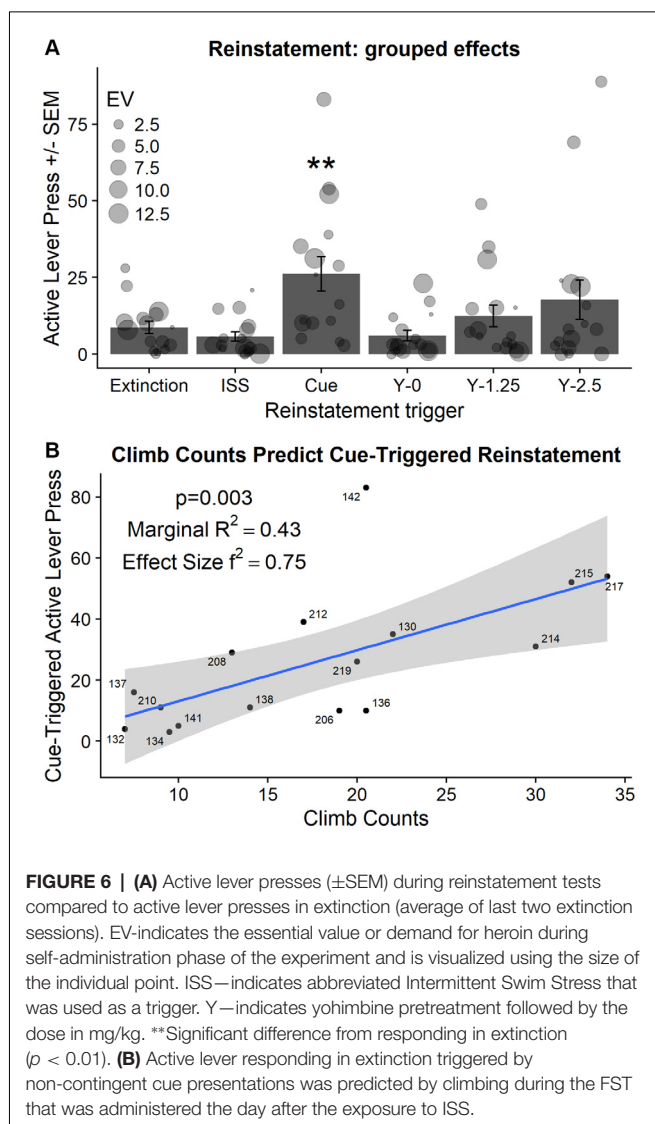 A
Reinstatement: grouped effects
Active Lever Press +/- SEM
75
50
25
0
EV
2.5
5.0
7.5
10.0
12.5
**
Extinction ISS Cue Y-0 Y-1.25 Y-2.5
Reinstatement trigger
B
Climb Counts Predict Cue-Triggered Reinstatement
Cue-Triggered Active Lever Press
80
60
40
20
0
p=0.003
Marginal R² = 0.43
Effect Size f² = 0.75
142
215
217
212
130
208
219
214
137
210
138
141
206
136
132
134
10 15 20 25 30 35
Climb Counts
FIGURE 6 | (A) Active lever presses (±SEM) during reinstatement tests
compared to active lever presses in extinction (average of last two extinction
sessions). EV-indicates the essential value or demand for heroin during
self-administration phase of the experiment and is visualized using the size of
the individual point. ISS—indicates abbreviated Intermittent Swim Stress that
was used as a trigger. Y—indicates yohimbine pretreatment followed by the
dose in mg/kg. **Significant difference from responding in extinction
(p < 0.01). (B) Active lever responding in extinction triggered by
non-contingent cue presentations was predicted by climbing during the FST
that was administered the day after the exposure to ISS.